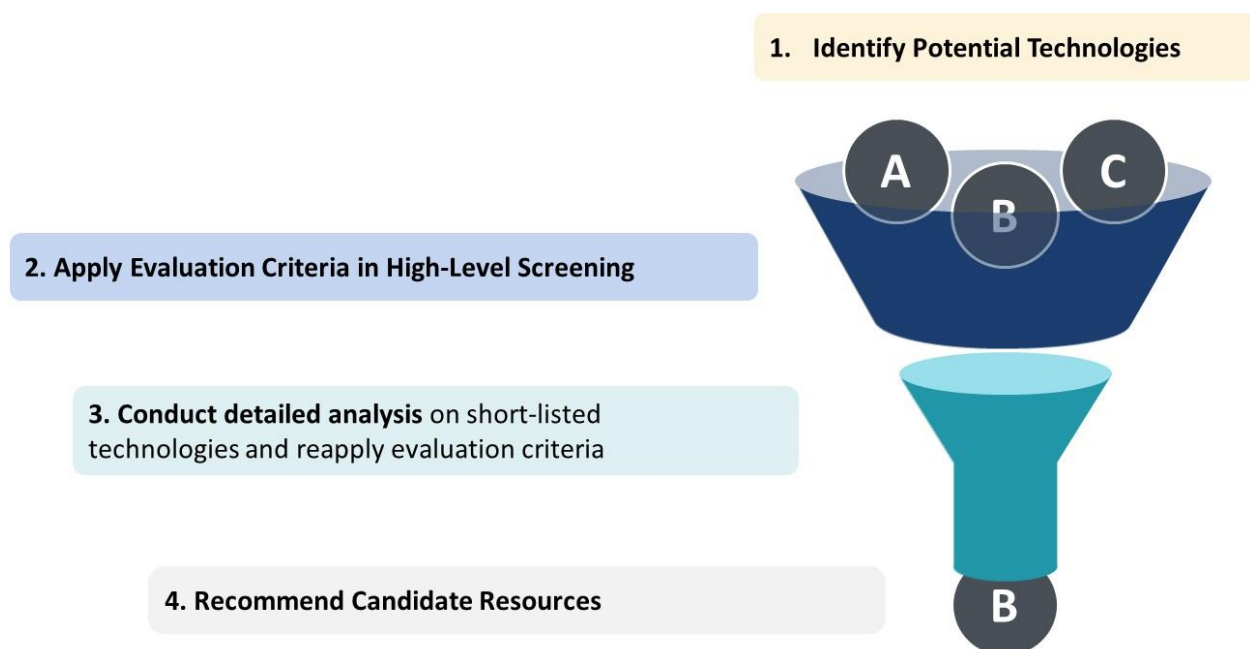 1. Identify Potential Technologies
A
B
C
2. Apply Evaluation Criteria in High-Level Screening
3. Conduct detailed analysis on short-listed
technologies and reapply evaluation criteria
4. Recommend Candidate Resources
B